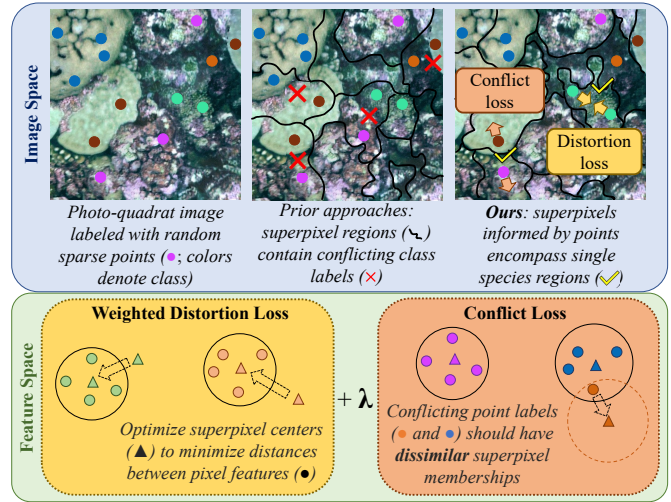 Image Space
Conflict
loss
Distortion
loss
Photo-quadrat image
labeled with random
sparse points (●; colors
denote class)
Prior approaches:
superpixel regions (〜)
contain conflicting class
labels (✕)
Ours: superpixels
informed by points
encompass single
species regions (✓)
Feature Space
Weighted Distortion Loss
Optimize superpixel centers
(▲) to minimize distances
between pixel features (●)
+ λ
Conflict Loss
Conflicting point labels
(● and ●) should have
dissimilar superpixel
memberships